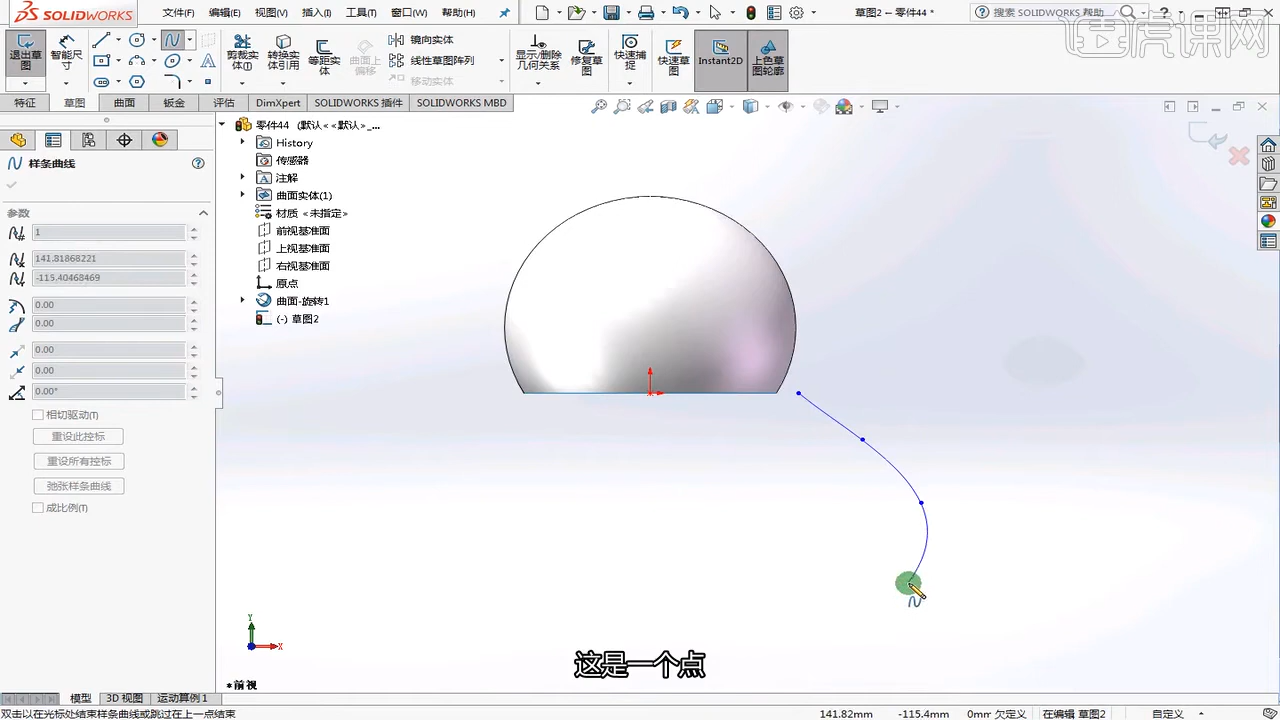 SOLIDWORKS
文件(F) 编辑(E) 视图(V) 插入(I) 工具(T) 窗口(W) 帮助(H)
草图2 - 零件44 *
搜索 SOLIDWORKS 帮助
虎课网
退出草图
智能尺寸
剪裁实体(T)
转换实体引用
等距实体
曲面上偏移
镜向实体
线性草图阵列
移动实体
显示/删除几何关系
修复草图
快速捕捉
快速草图
Instant2D
上色草图轮廓
特征 草图 曲面 钣金 评估 DimXpert SOLIDWORKS 插件 SOLIDWORKS MBD
样条曲线
参数
1
141.81868221
-115.40468469
0.00
0.00
0.00
0.00
0.00°
相切驱动(T)
重设此控标
重设所有控标
弛张样条曲线
成比例(T)
零件44 (默认<<默认>_...
History
传感器
注解
曲面实体(1)
材质 <未指定>
前视基准面
上视基准面
右视基准面
原点
曲面-旋转1
(-) 草图2
Y
X
*前视
这是一个点
模型 3D 视图 运动算例 1
双击以在光标处结束样条曲线或跳过在上一点结束
141.82mm -115.4mm 0mm 欠定义 在编辑 草图2 自定义